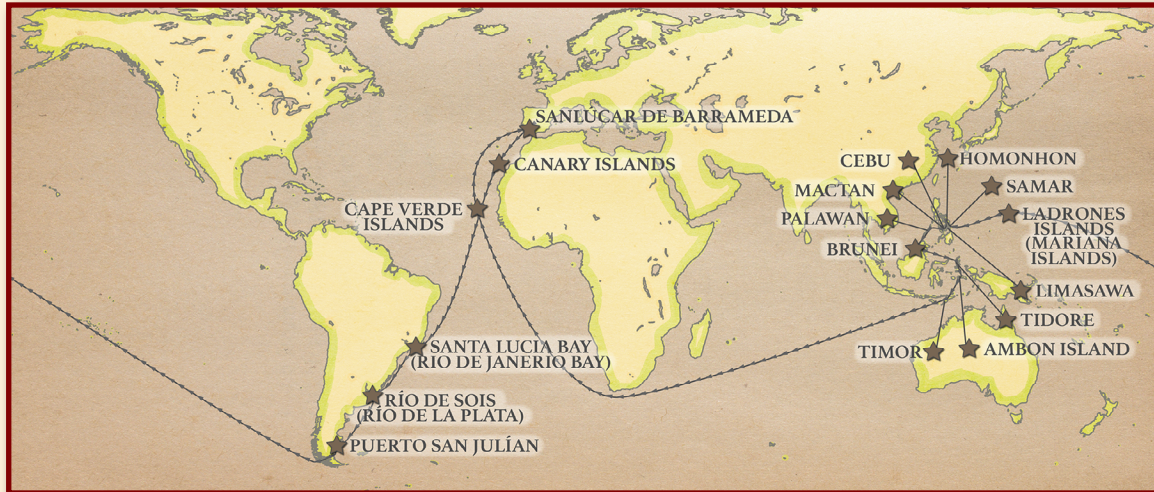 SANLUCAR DE BARRAMEDA
CANARY ISLANDS
CAPE VERDE
ISLANDS
SANTA LUCIA BAY
(RIO DE JANERIO BAY)
RÍO DE SOIS
(RÍO DE LA PLATA)
PUERTO SAN JULÍAN
CEBU
HOMONHON
MACTAN
SAMAR
PALAWAN
LADRONES
ISLANDS
(MARIANA
ISLANDS)
BRUNEI
LIMASAWA
TIDORE
TIMOR
AMBON ISLAND